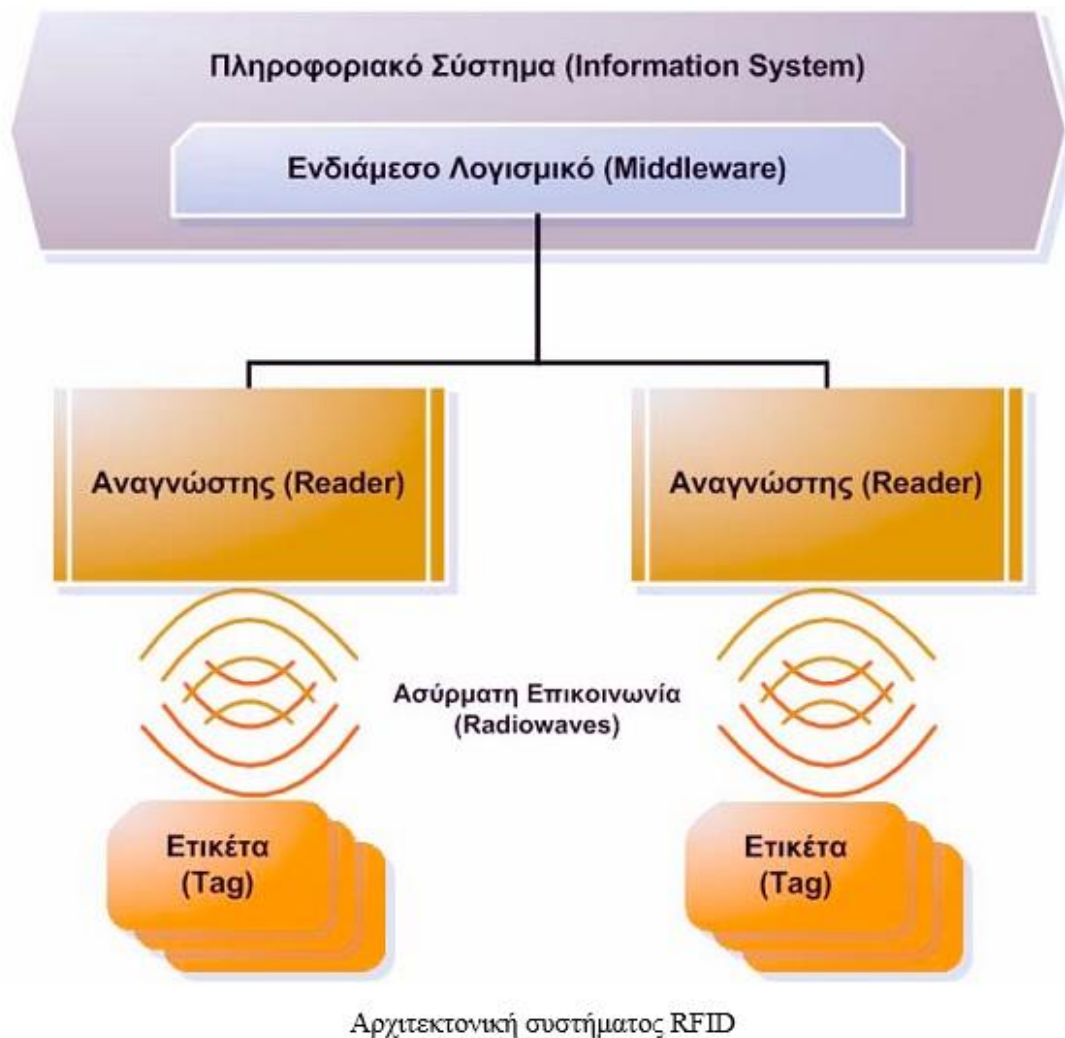 Πληροφοριακό Σύστημα (Information System)
Ενδιάμεσο Λογισμικό (Middleware)
Αναγνώστης (Reader)
Αναγνώστης (Reader)
Ασύρματη Επικοινωνία
(Radiowaves)
Ετικέτα
(Tag)
Ετικέτα
(Tag)
Αρχιτεκτονική συστήματος RFID